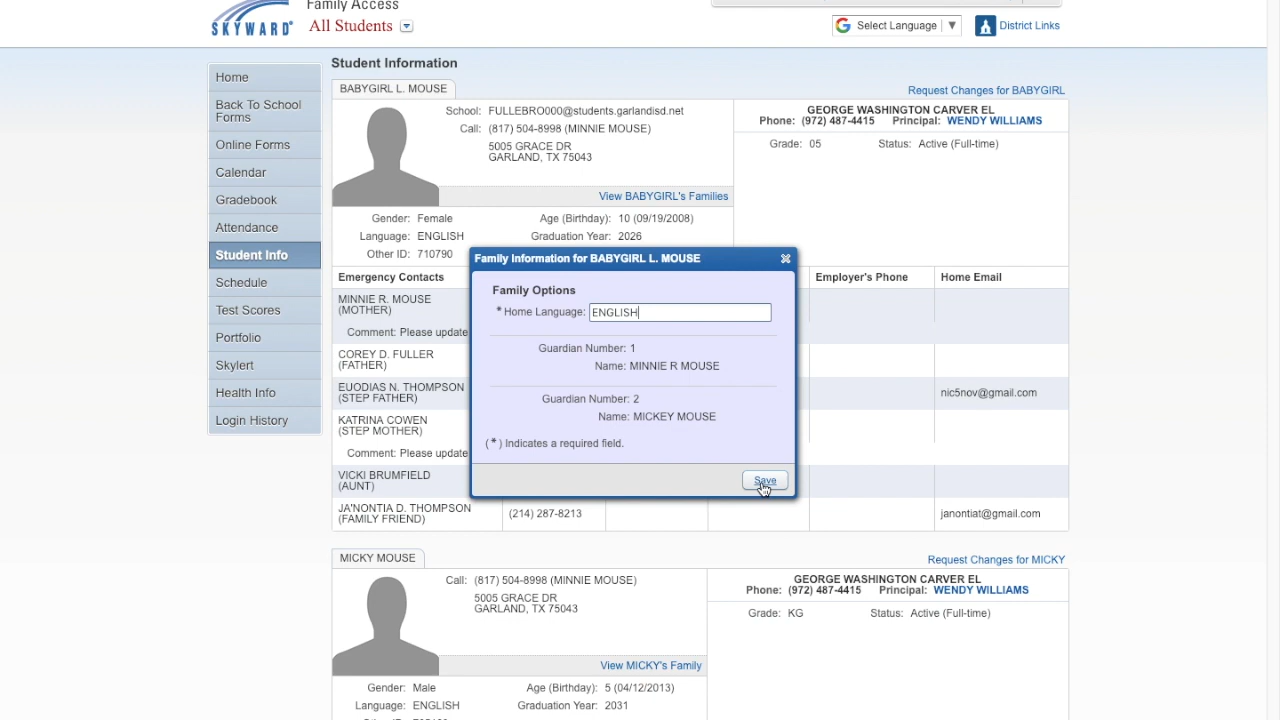 Family Access
SKYWARD
All Students
Select Language
District Links
Home
Back To School
Forms
Online Forms
Calendar
Gradebook
Attendance
Student Info
Schedule
Test Scores
Portfolio
Skylert
Health Info
Login History
Student Information
BABYGIRL L. MOUSE
Request Changes for BABYGIRL
School: FULLEBRO000@students.garlandisd.net
Call: (817) 504-8998 (MINNIE MOUSE)
5005 GRACE DR
GARLAND, TX 75043
View BABYGIRL's Families
GEORGE WASHINGTON CARVER EL
Phone: (972) 487-4415 Principal: WENDY WILLIAMS
Grade: 05 Status: Active (Full-time)
Gender: Female Age (Birthday): 10 (09/19/2008)
Language: ENGLISH Graduation Year: 2026
Other ID: 710790
Emergency Contacts Employer's Phone Home Email
MINNIE R. MOUSE
(MOTHER)
Comment: Please update
COREY D. FULLER
(FATHER)
EUODIAS N. THOMPSON
(STEP FATHER)
nic5nov@gmail.com
KATRINA COWEN
(STEP MOTHER)
Comment: Please update
VICKI BRUMFIELD
(AUNT)
JA'NONTIA D. THOMPSON
(FAMILY FRIEND)
(214) 287-8213
janontiat@gmail.com
Family Information for BABYGIRL L. MOUSE
Family Options
* Home Language: ENGLISH
Guardian Number: 1
Name: MINNIE R MOUSE
Guardian Number: 2
Name: MICKEY MOUSE
( * ) Indicates a required field.
Save
MICKY MOUSE
Request Changes for MICKY
Call: (817) 504-8998 (MINNIE MOUSE)
5005 GRACE DR
GARLAND, TX 75043
View MICKY's Family
GEORGE WASHINGTON CARVER EL
Phone: (972) 487-4415 Principal: WENDY WILLIAMS
Grade: KG Status: Active (Full-time)
Gender: Male Age (Birthday): 5 (04/12/2013)
Language: ENGLISH Graduation Year: 2031